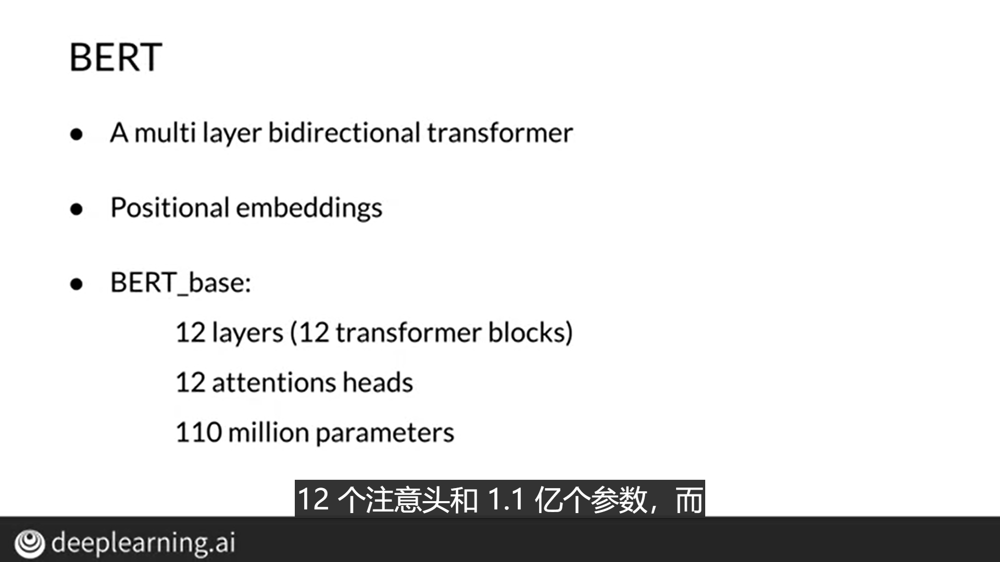 BERT
● A multi layer bidirectional transformer
● Positional embeddings
● BERT_base:
12 layers (12 transformer blocks)
12 attentions heads
110 million parameters
12 个注意头和 1.1 亿个参数，而
deeplearning.ai